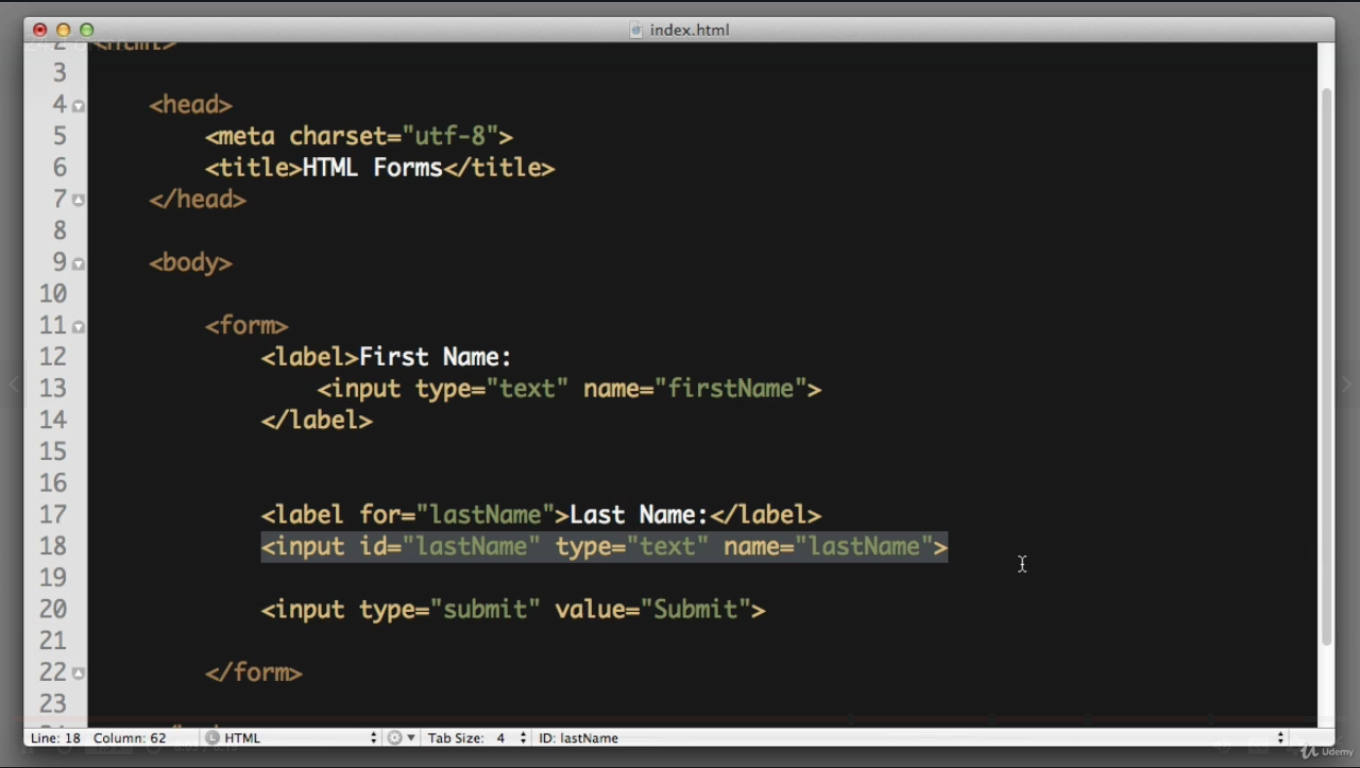 index.html
2 <html>
3
4 <head>
5 <meta charset="utf-8">
6 <title>HTML Forms</title>
7 </head>
8
9 <body>
10
11 <form>
12 <label>First Name:
13 <input type="text" name="firstName">
14 </label>
15
16
17 <label for="lastName">Last Name:</label>
18 <input id="lastName" type="text" name="lastName">
19
20 <input type="submit" value="Submit">
21
22 </form>
23
Line: 18 Column: 62 L HTML Tab Size: 4 ID: lastName
Udemy